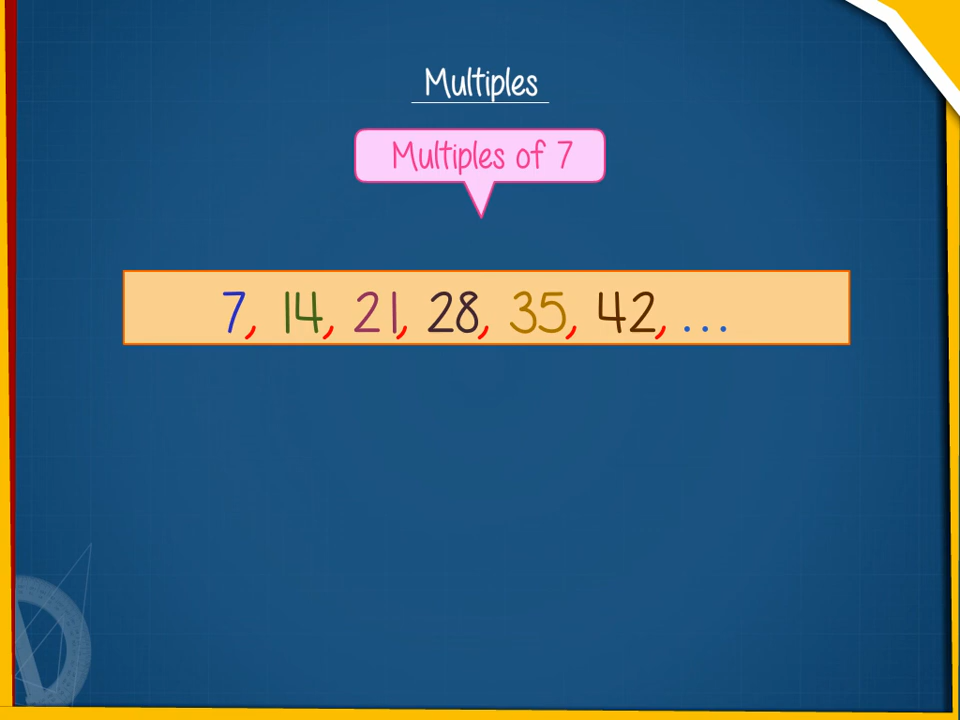 Multiples
Multiples of 7
7, 14, 21, 28, 35, 42, ...